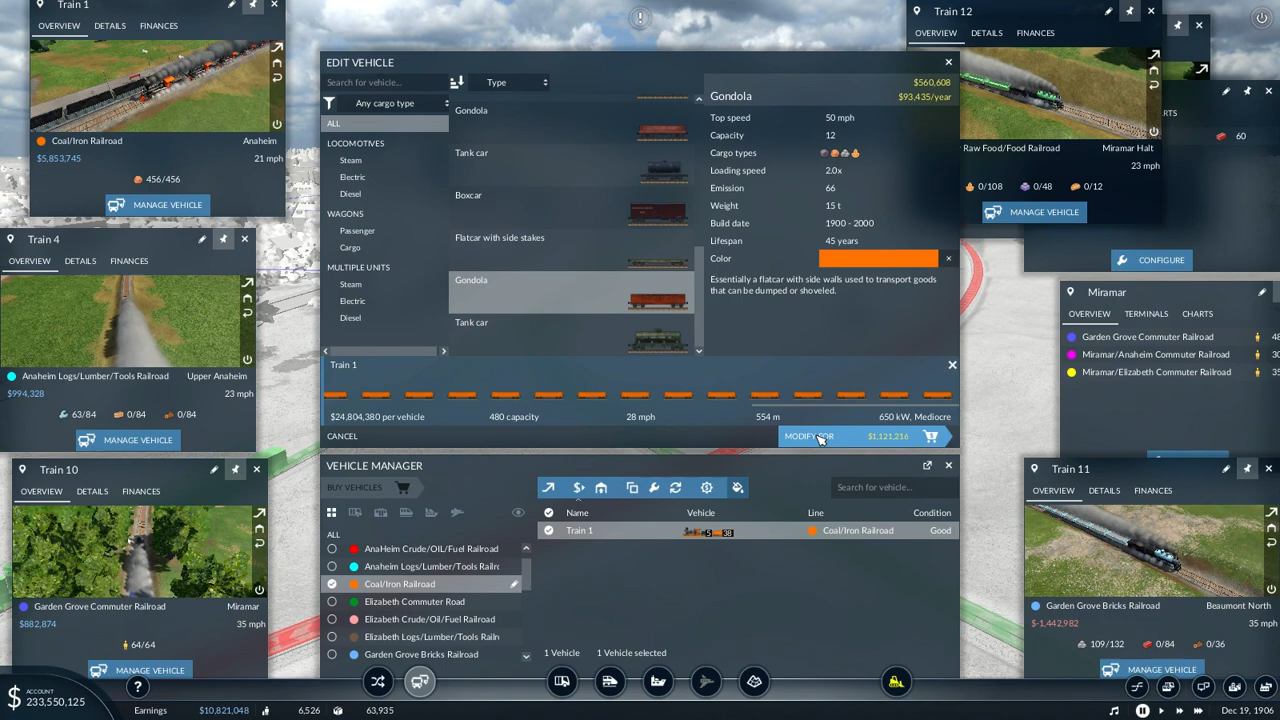 Train 1
OVERVIEW DETAILS FINANCES
Coal/Iron Railroad Anaheim
$5,853,745 21 mph
456/456
MANAGE VEHICLE
Train 4
OVERVIEW DETAILS FINANCES
Anaheim Logs/Lumber/Tools Railroad Upper Anaheim
$994,328 23 mph
63/84 0/84 0/84
MANAGE VEHICLE
Train 10
OVERVIEW DETAILS FINANCES
Garden Grove Commuter Railroad Miramar
$882,874 35 mph
64/64
MANAGE VEHICLE
EDIT VEHICLE
Search for vehicle... Type
Any cargo type
ALL
LOCOMOTIVES
Steam
Electric
Diesel
WAGONS
Passenger
Cargo
MULTIPLE UNITS
Steam
Electric
Diesel
Gondola
Tank car
Boxcar
Flatcar with side stakes
Gondola
Tank car
$560,608
Gondola $93,435/year
Top speed 50 mph
Capacity 12
Cargo types
Loading speed 2.0x
Emission 66
Weight 15 t
Build date 1900 - 2000
Lifespan 45 years
Color
Essentially a flatcar with side walls used to transport goods
that can be dumped or shoveled.
Train 1
$24,804,380 per vehicle 480 capacity 28 mph 554 m 650 kW, Mediocre
CANCEL MODIFY FOR $1,121,216
VEHICLE MANAGER
BUY VEHICLES Search for vehicle...
Name Vehicle Line Condition
Train 1 5 38 Coal/Iron Railroad Good
ALL
AnaHeim Crude/OIL/Fuel Railroad
Anaheim Logs/Lumber/Tools Railr
Coal/Iron Railroad
Elizabeth Commuter Road
Elizabeth Crude/Oil/Fuel Railroad
Elizabeth Logs/Lumber/Tools Railr
Garden Grove Bricks Railroad
1 Vehicle 1 Vehicle selected
Train 12
OVERVIEW DETAILS FINANCES
Raw Food/Food Railroad Miramar Halt
23 mph
0/108 0/48 0/12
MANAGE VEHICLE
60
CONFIGURE
Miramar
OVERVIEW TERMINALS CHARTS
Garden Grove Commuter Railroad
Miramar/Anaheim Commuter Railroad
Miramar/Elizabeth Commuter Railroad
Train 11
OVERVIEW DETAILS FINANCES
Garden Grove Bricks Railroad Beaumont North
$-1,442,982 35 mph
109/132 0/84 0/36
MANAGE VEHICLE
$ ACCOUNT
233,550,125
?
Earnings $10,821,048 6,526 63,935 Dec 19, 1906